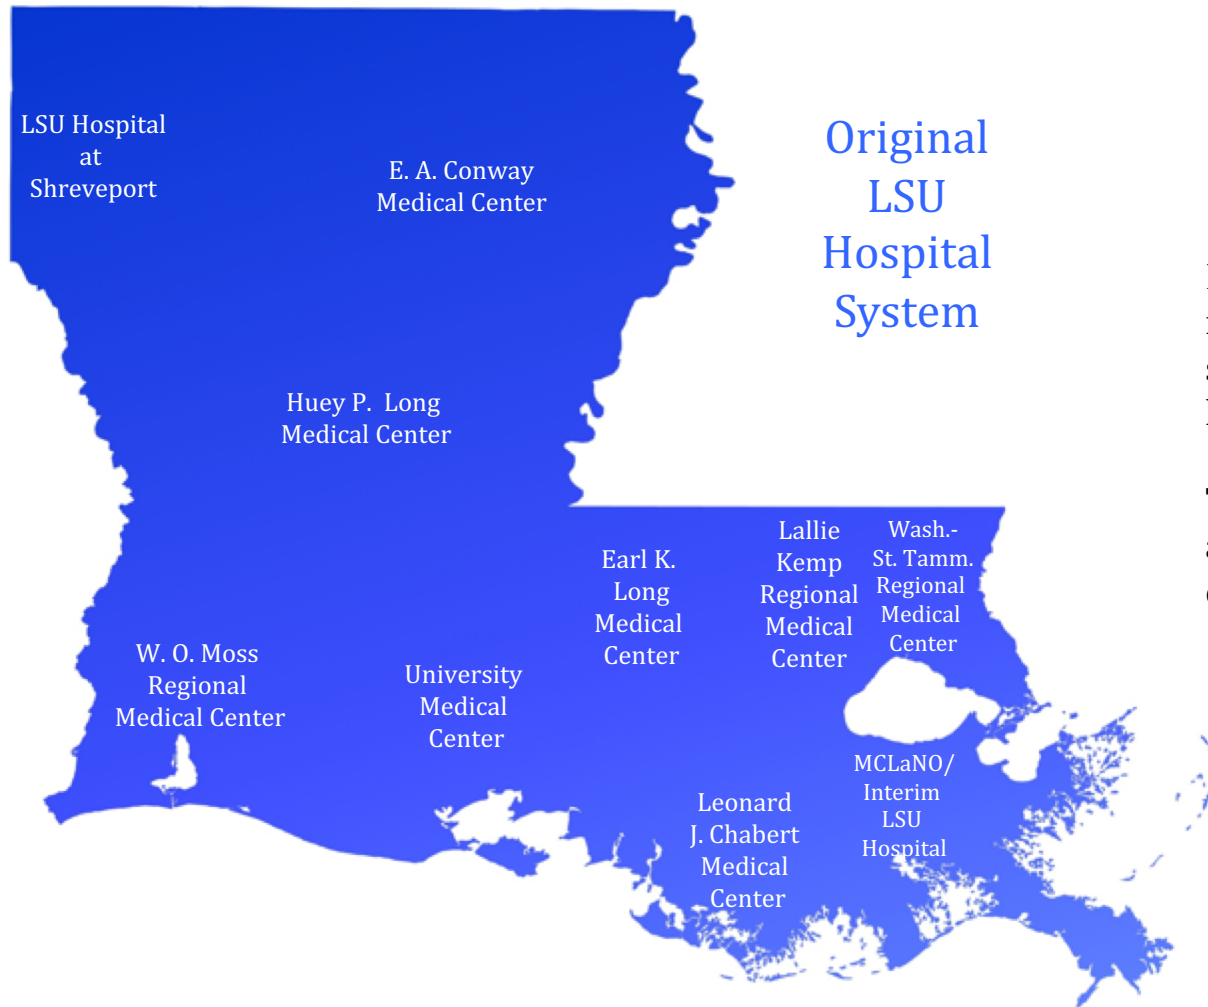 Original
LSU
Hospital
System
LSU Hospital
at
Shreveport
E. A. Conway
Medical Center
Huey P.  Long
Medical Center
Earl K.
Long
Medical
Center
Lallie
Kemp
Regional
Medical
Center
Wash.-
St. Tamm.
Regional
Medical
Center
W. O. Moss
Regional
Medical Center
University
Medical
Center
Leonard
J. Chabert
Medical
Center
MCLaNO/
Interim
LSU
Hospital